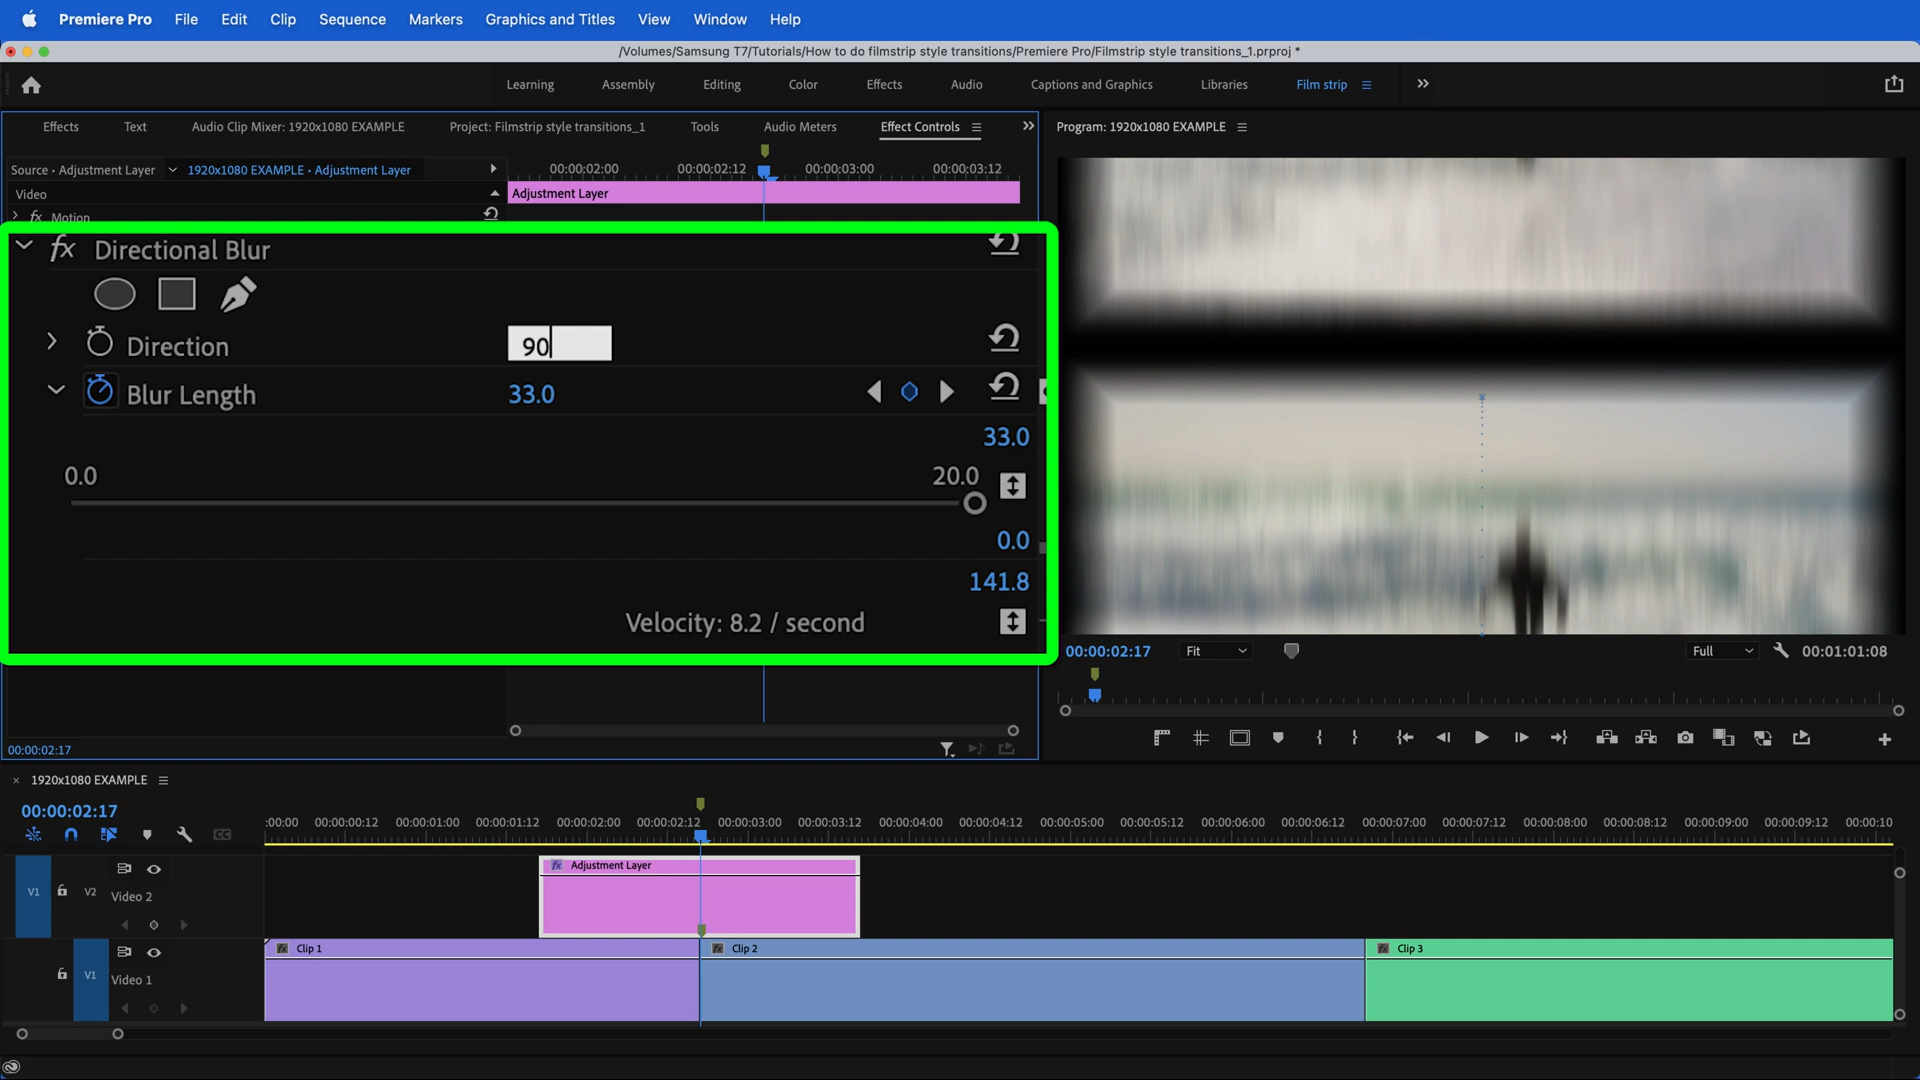 Premiere Pro File Edit Clip Sequence Markers Graphics and Titles View Window Help
/Volumes/Samsung T7/Tutorials/How to do filmstrip style transitions/Premiere Pro/Filmstrip style transitions_1.prproj *
Learning Assembly Editing Color Effects Audio Captions and Graphics Libraries Film strip
Effects Text Audio Clip Mixer: 1920x1080 EXAMPLE Project: Filmstrip style transitions_1 Tools Audio Meters Effect Controls
Program: 1920x1080 EXAMPLE
Source • Adjustment Layer 1920x1080 EXAMPLE • Adjustment Layer
00:00:02:00 00:00:02:12 00:00:03:00 00:00:03:12
Video
Adjustment Layer
fx Motion
fx Directional Blur
Direction 90
Blur Length 33.0
33.0
0.0 20.0
0.0
141.8
Velocity: 8.2 / second
00:00:02:17 Fit Full 00:01:01:08
00:00:02:17
1920x1080 EXAMPLE
00:00:02:17
:00:00 00:00:00:12 00:00:01:00 00:00:01:12 00:00:02:00 00:00:02:12 00:00:03:00 00:00:03:12 00:00:04:00 00:00:04:12 00:00:05:00 00:00:05:12 00:00:06:00 00:00:06:12 00:00:07:00 00:00:07:12 00:00:08:00 00:00:08:12 00:00:09:00 00:00:09:12 00:00:10
CC
fx Adjustment Layer
V1 V2 Video 2
fx Clip 1 fx Clip 2 fx Clip 3
V1 Video 1